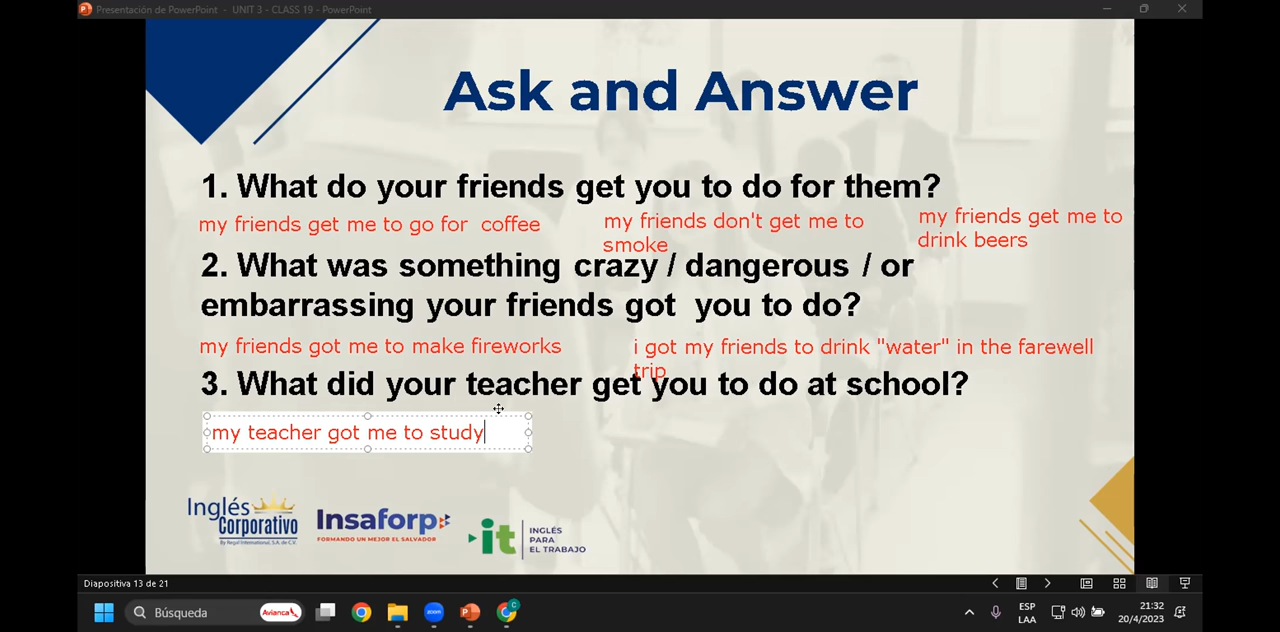 Presentación de PowerPoint - UNIT 3 - CLASS 19 - PowerPoint
Ask and Answer
1. What do your friends get you to do for them?
my friends get me to go for  coffee
my friends don't get me to
smoke
my friends get me to
drink beers
2. What was something crazy / dangerous / or
embarrassing your friends got  you to do?
my friends got me to make fireworks
i got my friends to drink "water" in the farewell
trip
3. What did your teacher get you to do at school?
my teacher got me to study
Inglés
Corporativo
By Regal International, S.A. de C.V.
Insaforp
FORMANDO UN MEJOR EL SALVADOR
it
INGLÉS
PARA
EL TRABAJO
Diapositiva 13 de 21
Búsqueda
Avianca
zoom
ESP
LAA
21:32
20/4/2023